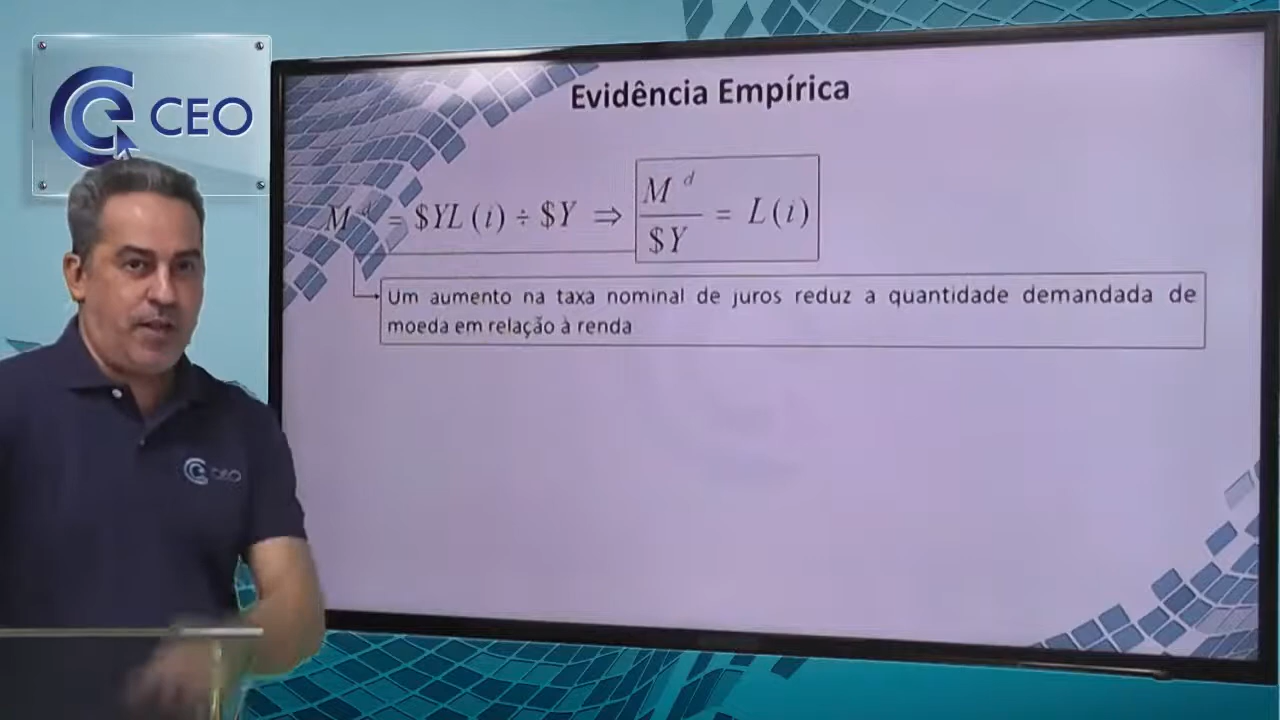 CEO
Evidência Empírica
M d = $YL (i) ÷ $Y ⇒ M d / $Y = L (i)
Um aumento na taxa nominal de juros reduz a quantidade demandada de
moeda em relação à renda
CEO